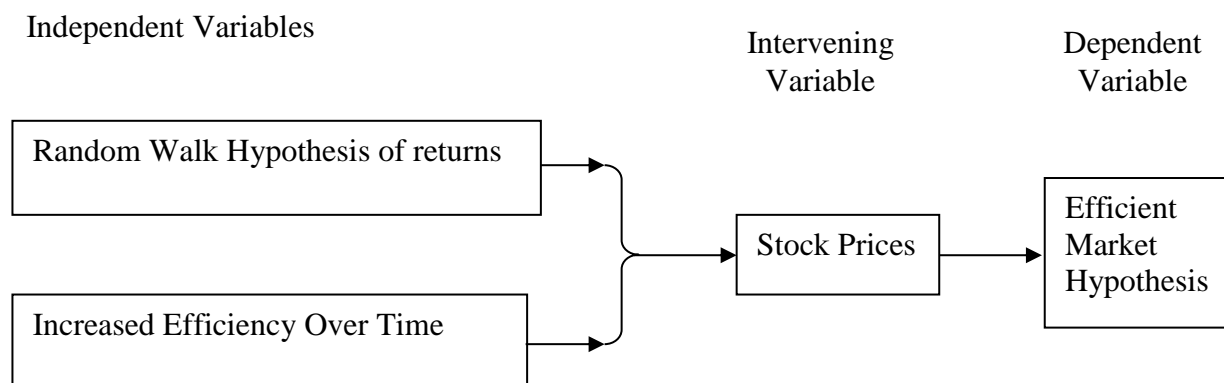 Independent Variables
Intervening
Variable
Dependent
Variable
Random Walk Hypothesis of returns
Increased Efficiency Over Time
Stock Prices
Efficient
Market
Hypothesis